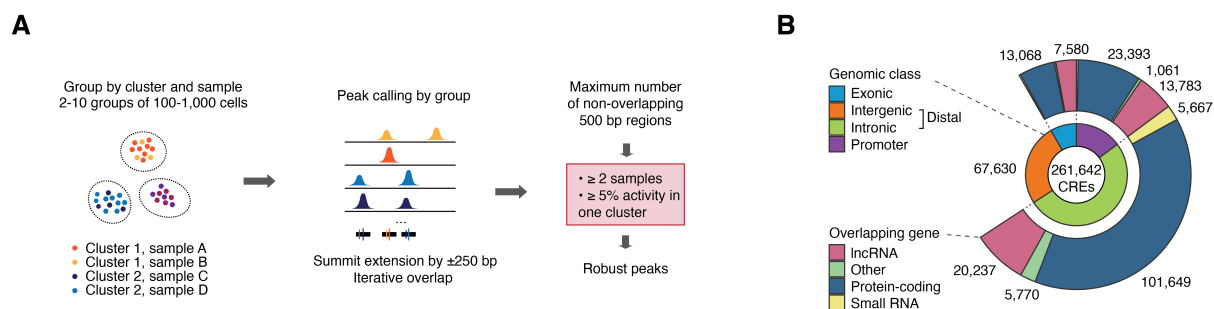 A
Group by cluster and sample
2-10 groups of 100-1,000 cells
Cluster 1, sample A
Cluster 1, sample B
Cluster 2, sample C
Cluster 2, sample D
Peak calling by group
...
Summit extension by ±250 bp
Iterative overlap
Maximum number
of non-overlapping
500 bp regions
• ≥ 2 samples
• ≥ 5% activity in
one cluster
Robust peaks
B
Genomic class
Exonic
Intergenic
Intronic
Promoter
Distal
Overlapping gene
lncRNA
Other
Protein-coding
Small RNA
13,068
7,580
23,393
1,061
13,783
5,667
67,630
261,642
CREs
20,237
5,770
101,649